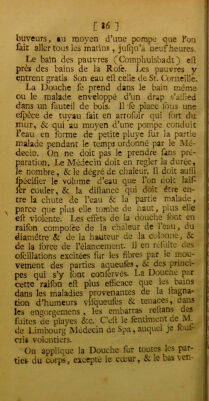 [ 26 ]
buveurs, au moyen d'une pompe que l'on
fait aller tous les matins, jusqu'à neuf heures.
Le bain des pauvres ( Comphuisbadt ) est
près des bains de la Rose. Les pauvres y
entrent gratis Son eau est celle de St. Corneille.
La Douche se prend dans le bain même
ou le malade enveloppé d'un drap s'assied
dans un fauteil de bois. Il se place sous une
espèce de tuyau fait en arrosoir qui sort du
mur, & qui au moyen d'une pompe conduit
l'eau en forme de petite pluye sur la partie
malade pendant le temps ordonné par le Mé-
decin. On ne doit pas le prendre sans pré-
paration. Le Médecin doit en regler la durée,
le nombre, & le dégré de chaleur. Il doit aussi
spécifier le volume d'eau que l'on doit lais-
ser couler, & la distance qui doit être en-
tre la chute de l'eau & la partie malade,
parce que plus elle tombe de haut, plus elle
est violente. Les effets de la douche sont en
raison composée de la chaleur de l'eau, du
diamétre & de la hauteur de la colonne, &
de la force de l'élancement. Il en resulte des
oscillations excitées sur les fibres par le mou-
vement des parties aqueuses, & des princi-
pes qui s'y sont conservés. La Douche par
cette raison est plus efficace que les bains
dans les maladies provenantes de la stagna-
tion d'humeurs visqueuses & tenaces, dans
les engorgemens, les embarras restans des
suites de playes &c. C'est le sentiment de M.
de Limbourg Medecin de Spa, auquel je sous-
cris volontiers.
On applique la Douche sur toutes les par-
ties du corps, excepté le cœur, & le bas ven-